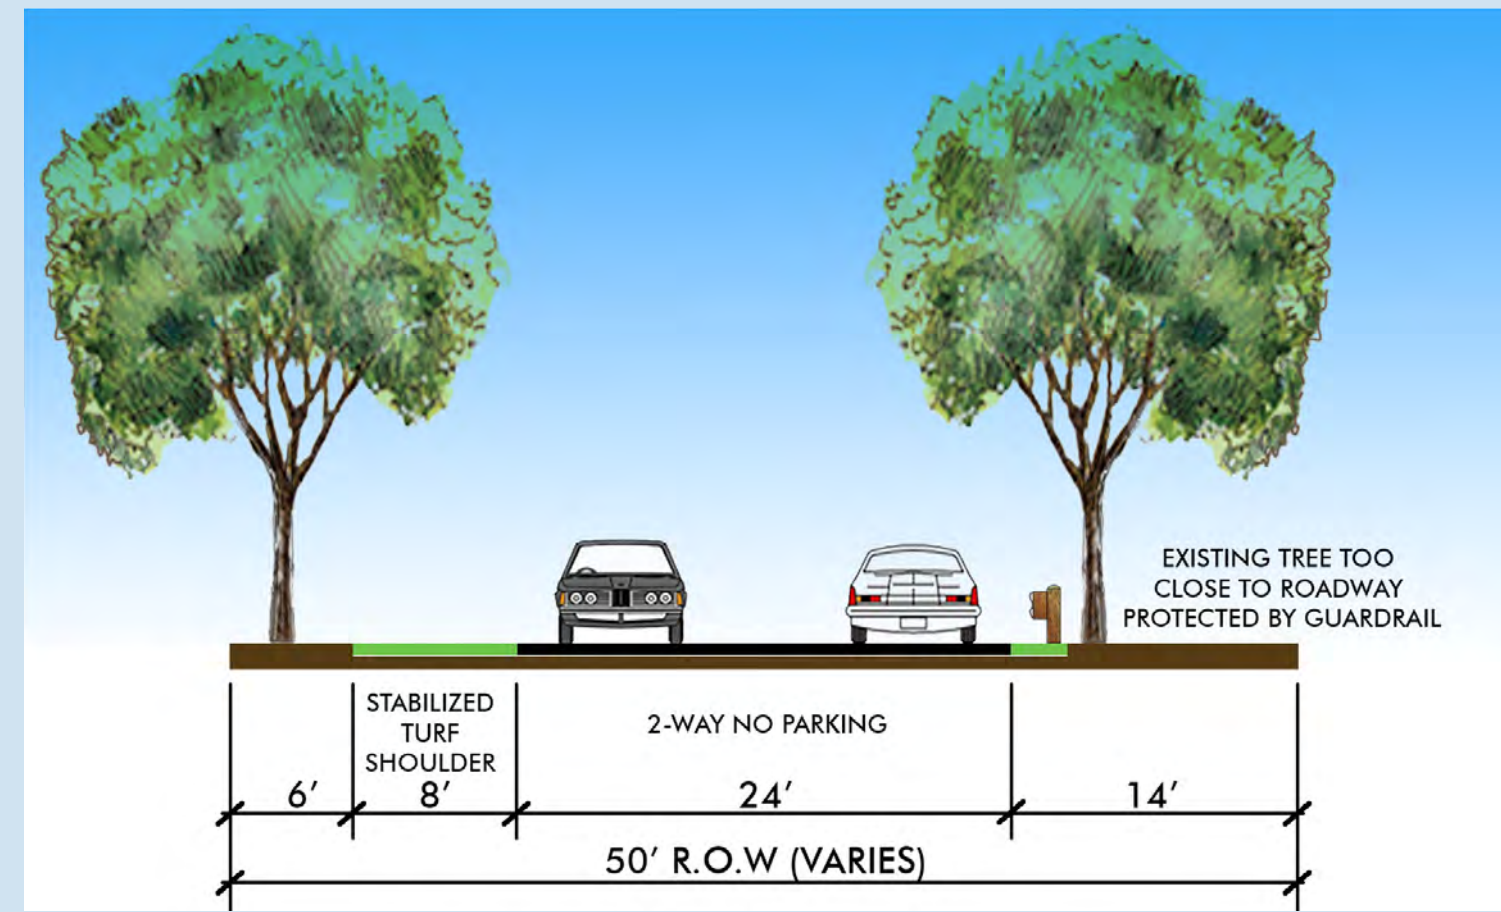 EXISTING TREE TOO
CLOSE TO ROADWAY
PROTECTED BY GUARDRAIL
STABILIZED
TURF
SHOULDER
2-WAY NO PARKING
6′
8′
24′
14′
50′ R.O.W (VARIES)